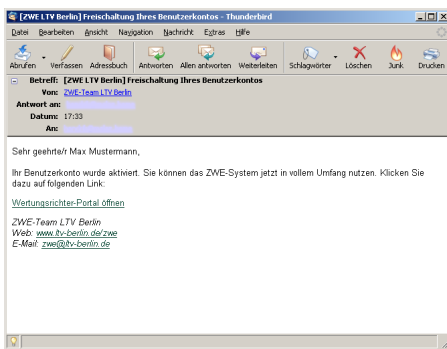 [ZWE LTV Berlin] Freischaltung Ihres Benutzerkontos - Thunderbird
Datei Bearbeiten Ansicht Navigation Nachricht Extras Hilfe
Abrufen Verfassen Adressbuch Antworten Allen antworten Weiterleiten Schlagwörter Löschen Junk Drucken
Betreff: [ZWE LTV Berlin] Freischaltung Ihres Benutzerkontos
Von: ZWE-Team LTV Berlin
Antwort an:
Datum: 17:33
An:
Sehr geehrte/r Max Mustermann,
Ihr Benutzerkonto wurde aktiviert. Sie können das ZWE-System jetzt in vollem Umfang nutzen. Klicken Sie
dazu auf folgenden Link:
Wertungsrichter-Portal öffnen
ZWE-Team LTV Berlin
Web: www.ltv-berlin.de/zwe
E-Mail: zwe@ltv-berlin.de